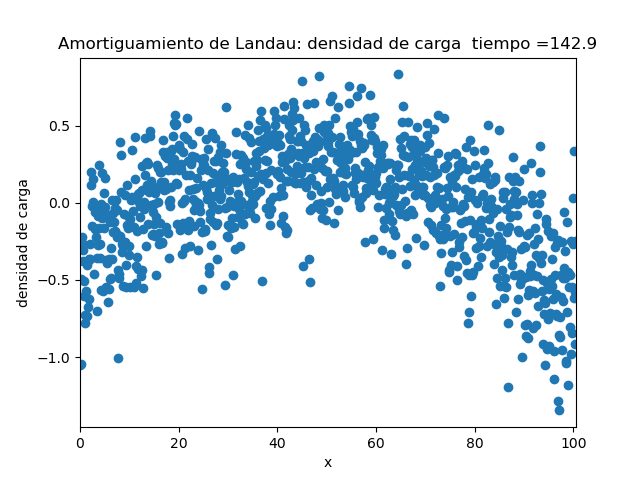 Amortiguamiento de Landau: densidad de carga  tiempo =142.9
densidad de carga
0.5
0.0
−0.5
−1.0
0 20 40 60 80 100
x